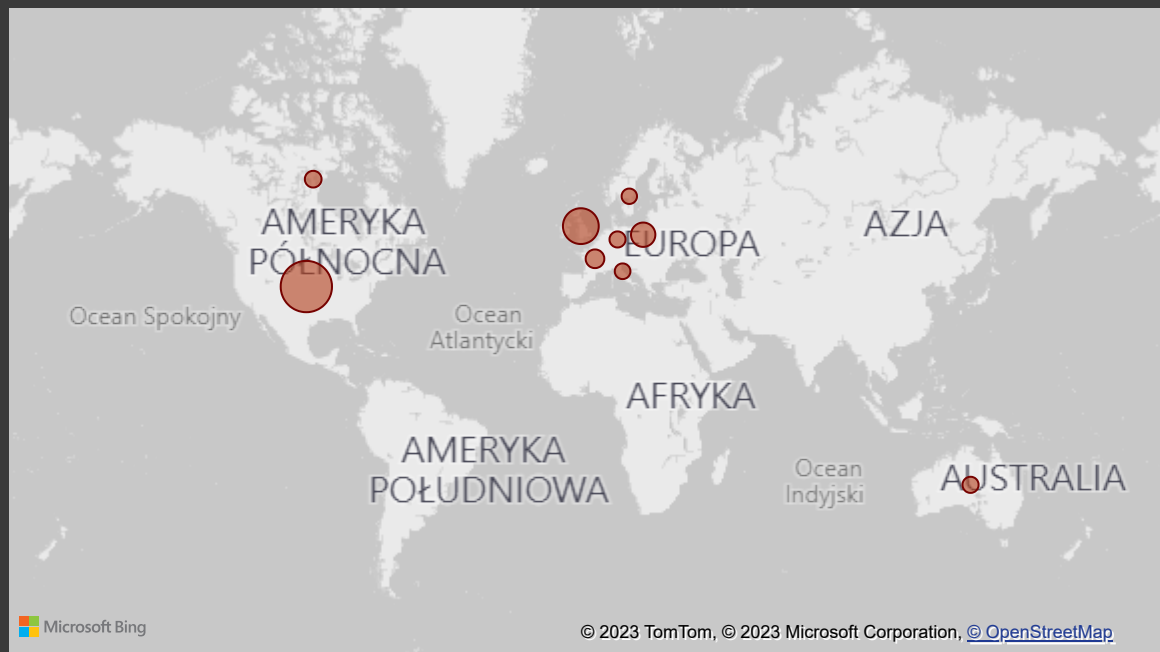 AMERYKA
PÓŁNOCNA
EUROPA
AZJA
Ocean Spokojny
Ocean
Atlantycki
AFRYKA
AMERYKA
POŁUDNIOWA
Ocean
Indyjski
AUSTRALIA
Microsoft Bing
© 2023 TomTom, © 2023 Microsoft Corporation, © OpenStreetMap